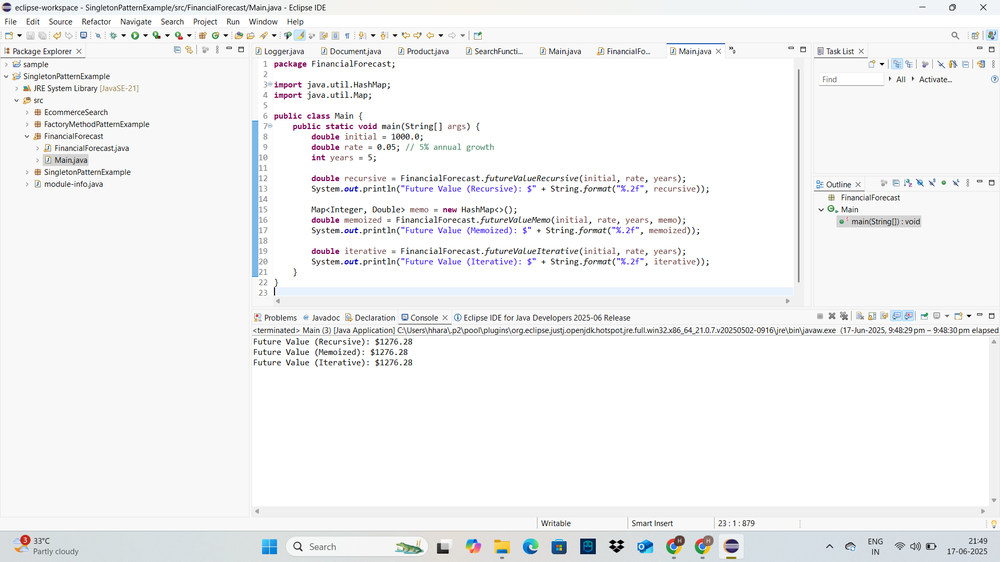 eclipse-workspace - SingletonPatternExample/src/FinancialForecast/Main.java - Eclipse IDE
File Edit Source Refactor Navigate Search Project Run Window Help
Package Explorer
sample
SingletonPatternExample
JRE System Library [JavaSE-21]
src
EcommerceSearch
FactoryMethodPatternExample
FinancialForecast
FinancialForecast.java
Main.java
SingletonPatternExample
module-info.java
Logger.java Document.java Product.java SearchFuncti... Main.java FinancialFo... Main.java 9
1 package FinancialForecast;
2
3 import java.util.HashMap;
4 import java.util.Map;
5
6 public class Main {
7 public static void main(String[] args) {
8 double initial = 1000.0;
9 double rate = 0.05; // 5% annual growth
10 int years = 5;
11
12 double recursive = FinancialForecast.futureValueRecursive(initial, rate, years);
13 System.out.println("Future Value (Recursive): $" + String.format("%.2f", recursive));
14
15 Map<Integer, Double> memo = new HashMap<>();
16 double memoized = FinancialForecast.futureValueMemo(initial, rate, years, memo);
17 System.out.println("Future Value (Memoized): $" + String.format("%.2f", memoized));
18
19 double iterative = FinancialForecast.futureValueIterative(initial, rate, years);
20 System.out.println("Future Value (Iterative): $" + String.format("%.2f", iterative));
21 }
22 }
23
Task List
Find All Activate...
Outline
FinancialForecast
Main
main(String[]) : void
Problems Javadoc Declaration Console Eclipse IDE for Java Developers 2025-06 Release
<terminated> Main (3) [Java Application] C:\Users\hhara\.p2\pool\plugins\org.eclipse.justj.openjdk.hotspot.jre.full.win32.x86_64_21.0.7.v20250502-0916\jre\bin\javaw.exe (17-Jun-2025, 9:48:29 pm – 9:48:30 pm elapsed
Future Value (Recursive): $1276.28
Future Value (Memoized): $1276.28
Future Value (Iterative): $1276.28
Writable Smart Insert 23 : 1 : 879
3 33°C
Partly cloudy
Search
H H
ENG
IN
21:49
17-06-2025